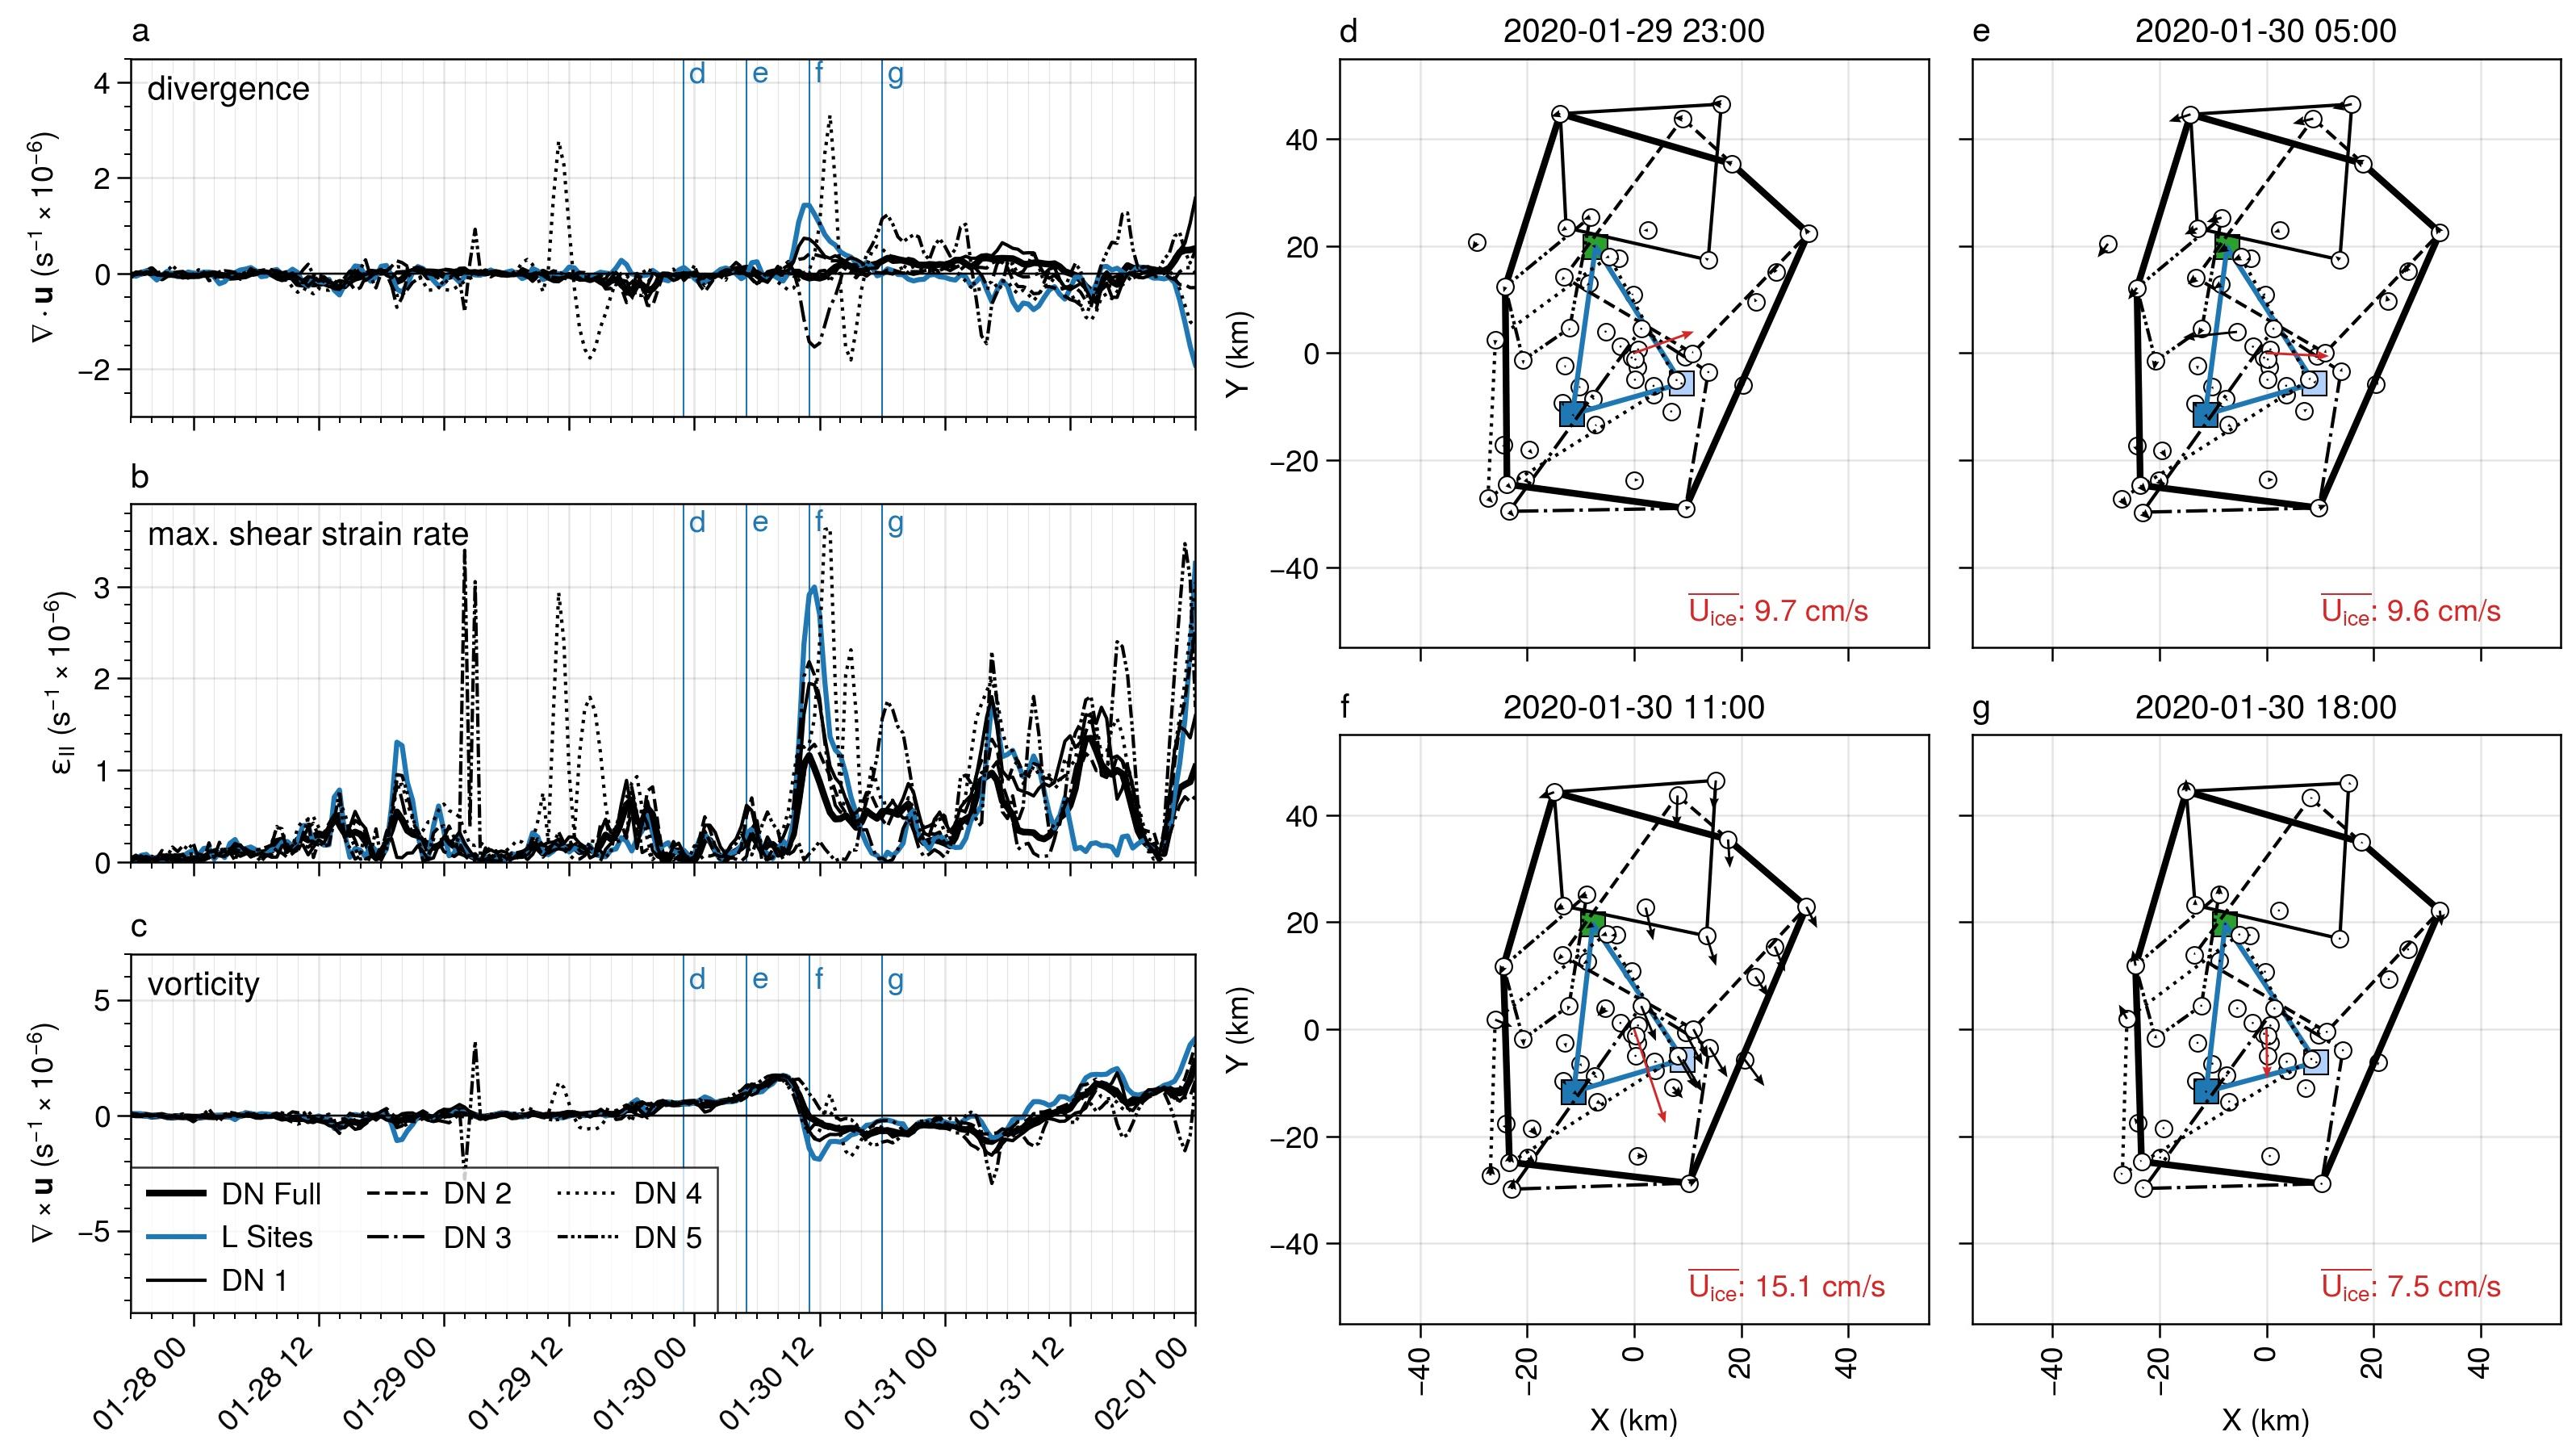 a
divergence
d
e
f
g
4
2
0
−2
∇ · u (s⁻¹ × 10⁻⁶)
b
max. shear strain rate
d
e
f
g
3
2
1
0
ε_II (s⁻¹ × 10⁻⁶)
c
vorticity
d
e
f
g
5
0
−5
∇ × u (s⁻¹ × 10⁻⁶)
DN Full
DN 2
DN 4
L Sites
DN 3
DN 5
DN 1
01-28 00
01-28 12
01-29 00
01-29 12
01-30 00
01-30 12
01-31 00
01-31 12
02-01 00
d
2020-01-29 23:00
40
20
0
−20
−40
Y (km)
U_ice: 9.7 cm/s
e
2020-01-30 05:00
U_ice: 9.6 cm/s
f
2020-01-30 11:00
40
20
0
−20
−40
Y (km)
U_ice: 15.1 cm/s
−40
−20
0
20
40
X (km)
g
2020-01-30 18:00
U_ice: 7.5 cm/s
−40
−20
0
20
40
X (km)